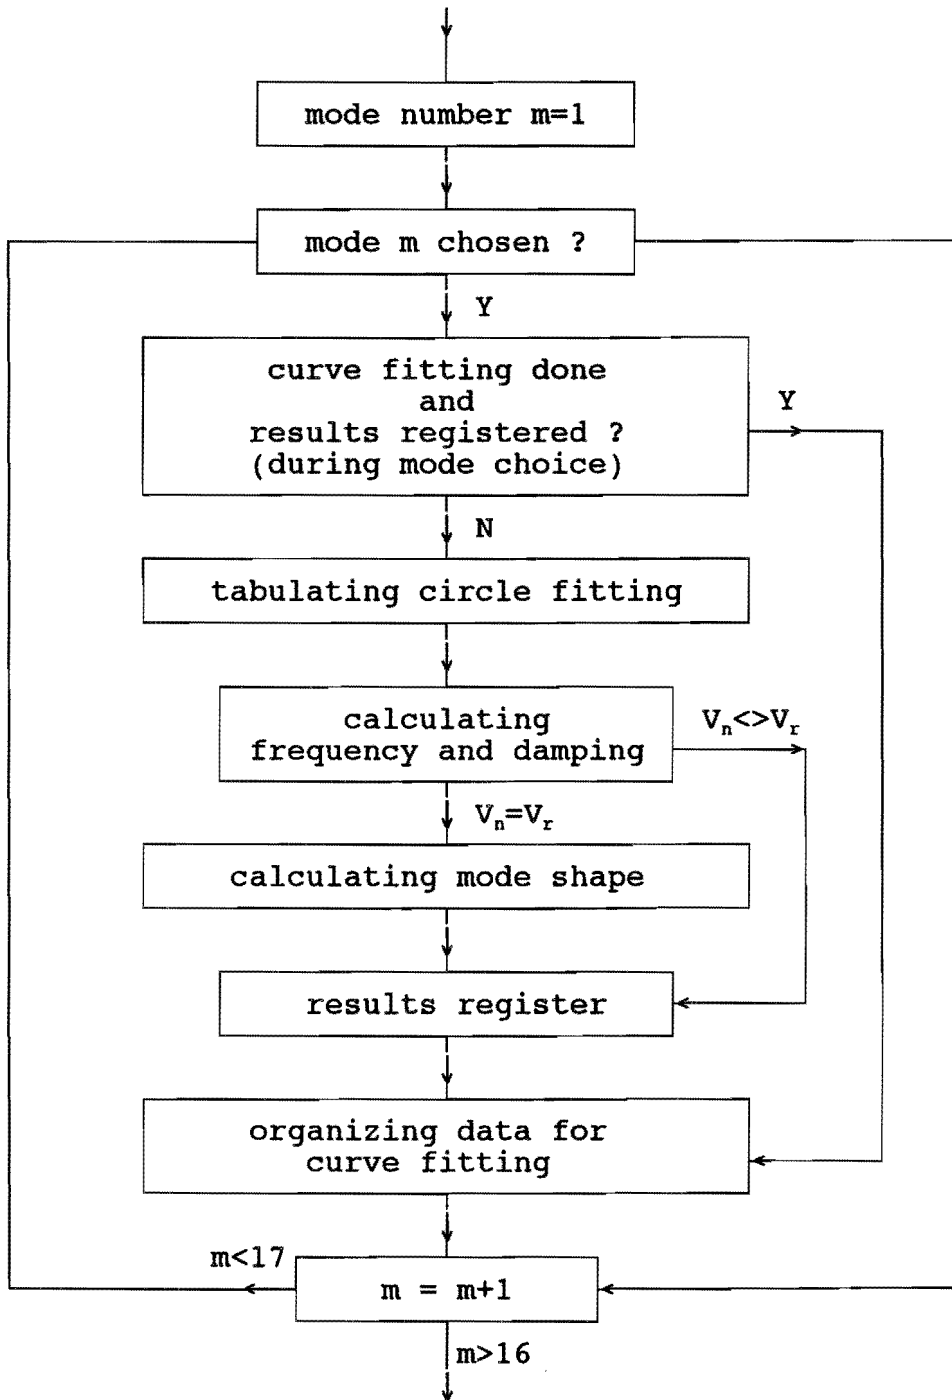 mode number m=1
mode m chosen ?
Y
curve fitting done
and
results registered ?
(during mode choice)
Y
N
tabulating circle fitting
calculating
frequency and damping
Vₙ<>Vᵣ
Vₙ=Vᵣ
calculating mode shape
results register
organizing data for
curve fitting
m<17
m = m+1
m>16